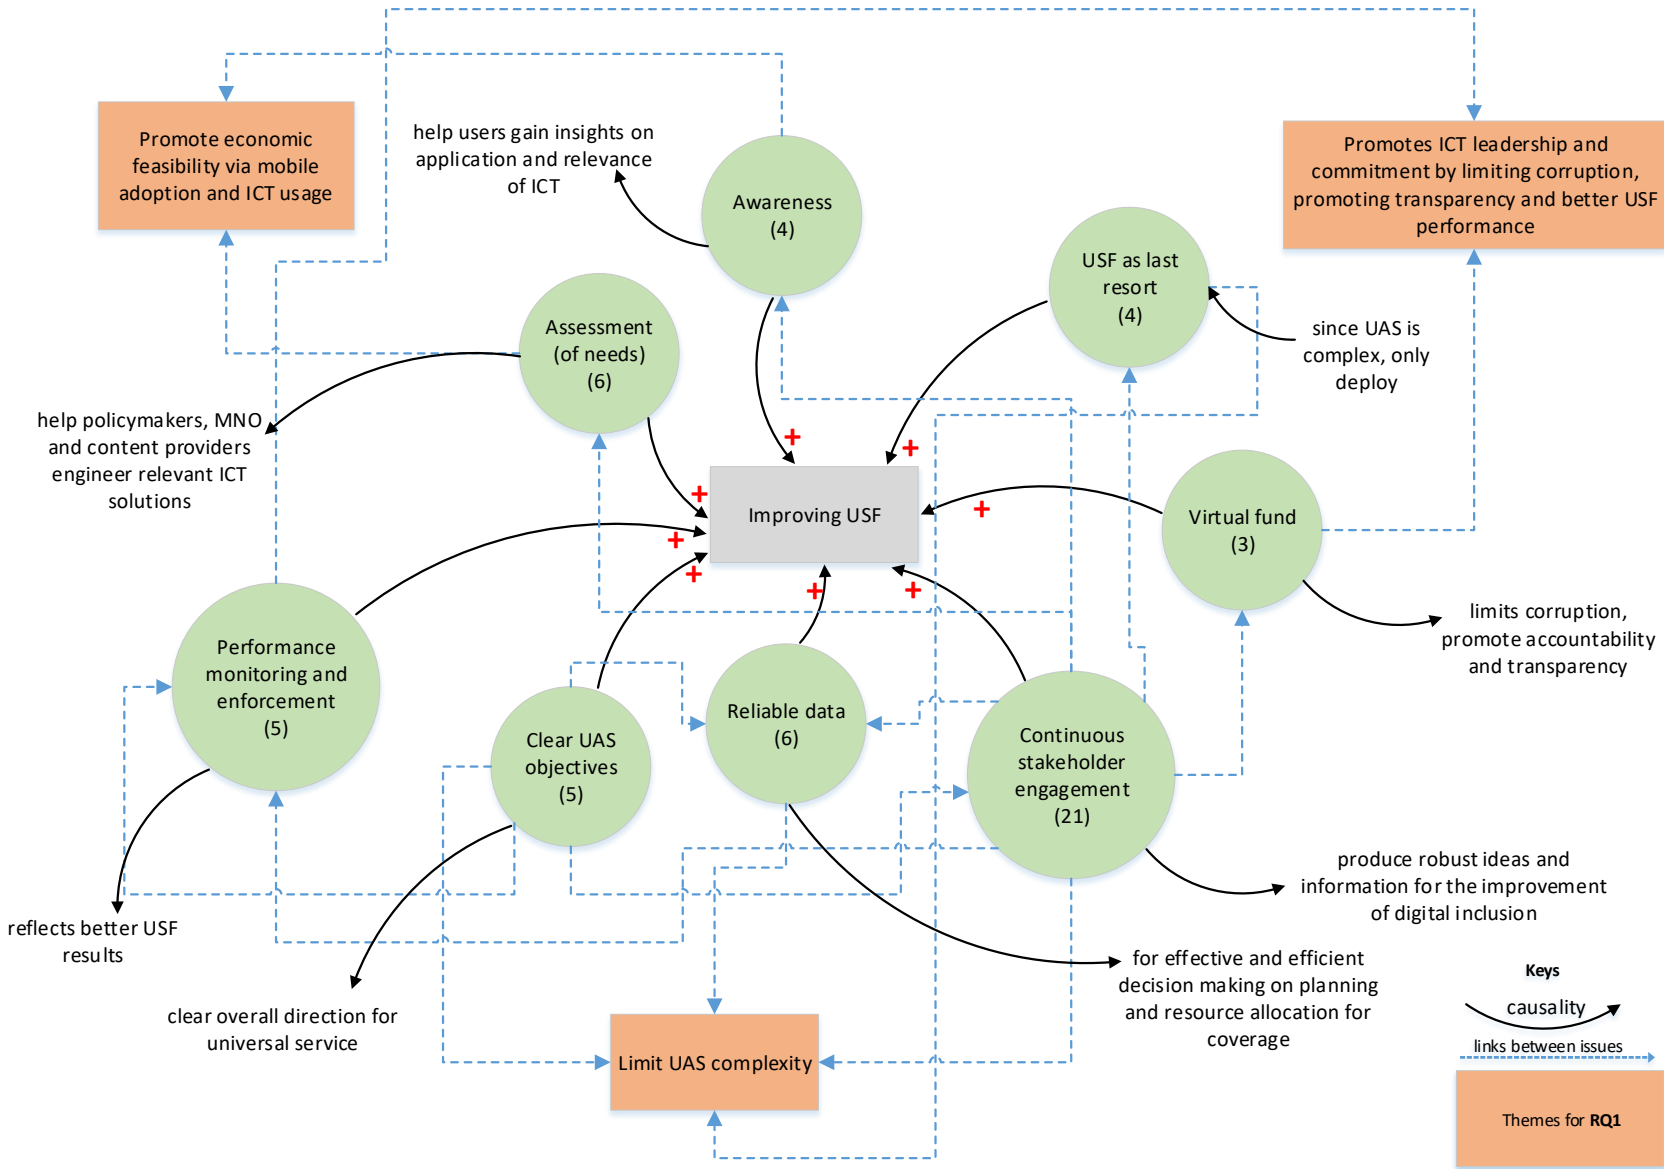 Promote economic
feasibility via mobile
adoption and ICT usage
help users gain insights on
application and relevance
of ICT
Awareness
(4)
Promotes ICT leadership and
commitment by limiting corruption,
promoting transparency and better USF
performance
USF as last
resort
(4)
since UAS is
complex, only
deploy
Assessment
(of needs)
(6)
help policymakers, MNO
and content providers
engineer relevant ICT
solutions
+
+
+
+
+
+
+
+
Improving USF
Virtual fund
(3)
limits corruption,
promote accountability
and transparency
Performance
monitoring and
enforcement
(5)
Clear UAS
objectives
(5)
Reliable data
(6)
Continuous
stakeholder
engagement
(21)
reflects better USF
results
clear overall direction for
universal service
Limit UAS complexity
for effective and efficient
decision making on planning
and resource allocation for
coverage
produce robust ideas and
information for the improvement
of digital inclusion
Keys
causality
links between issues
Themes for RQ1